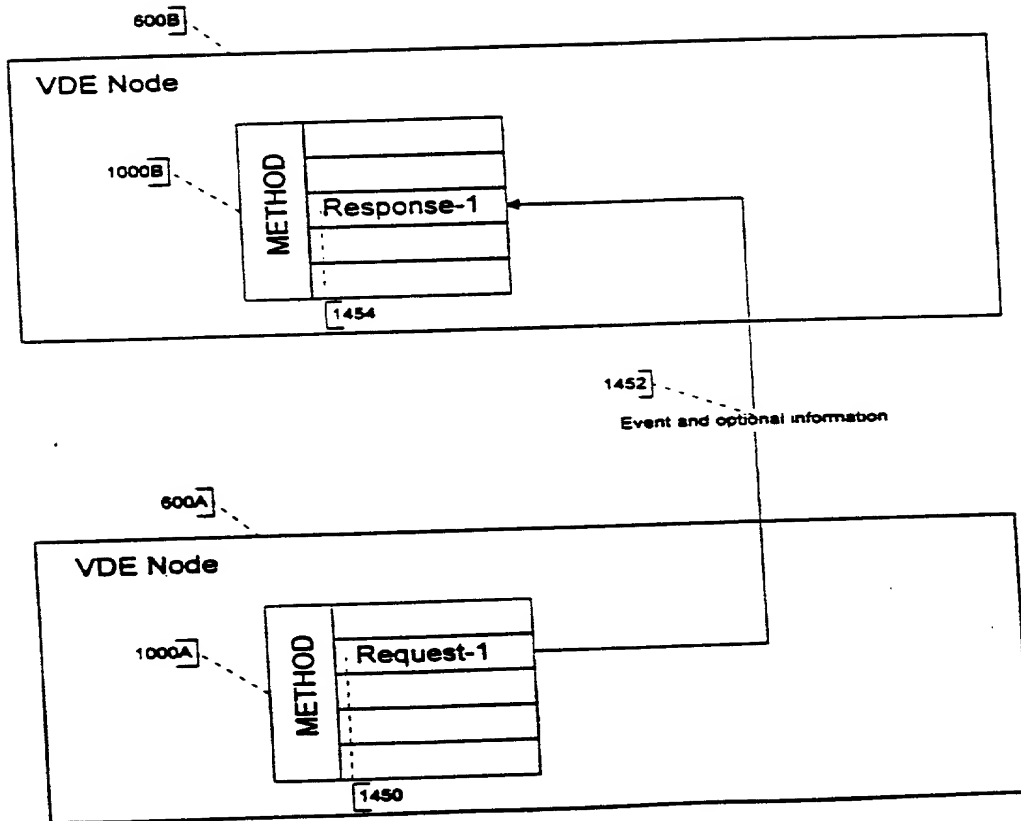 600B
VDE Node
1000B
METHOD
Response-1
1454
1452
Event and optional information
600A
VDE Node
1000A
METHOD
Request-1
1450